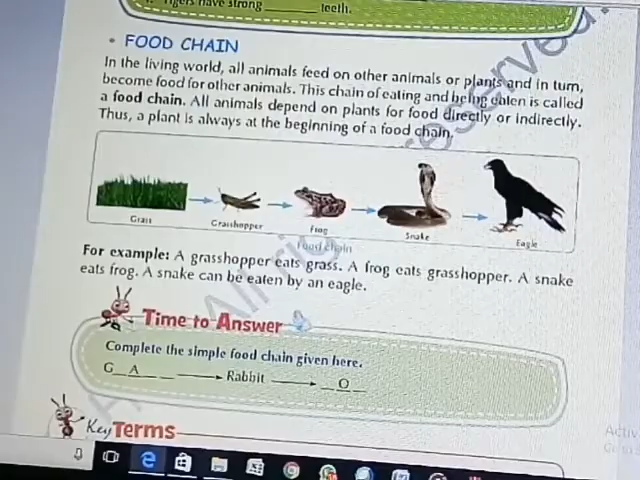 Tigers have strong ______ teeth.
• FOOD CHAIN
In the living world, all animals feed on other animals or plants and in turn,
become food for other animals. This chain of eating and being eaten is called
a food chain. All animals depend on plants for food directly or indirectly.
Thus, a plant is always at the beginning of a food chain.
Grass
Grasshopper
Frog
Snake
Eagle
Food chain
For example: A grasshopper eats grass. A frog eats grasshopper. A snake
eats frog. A snake can be eaten by an eagle.
Time to Answer
Complete the simple food chain given here.
G__A____ → Rabbit → __O__
Key Terms